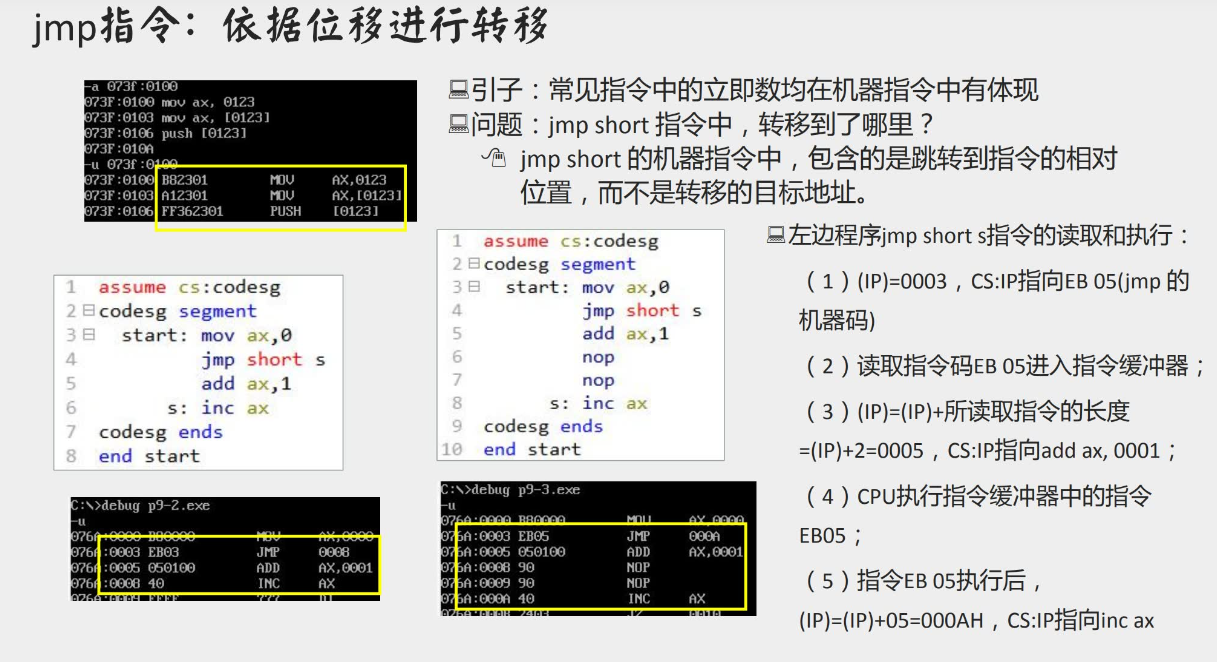 jmp指令：依据位移进行转移
-a 073f:0100
073F:0100 mov ax, 0123
073F:0103 mov ax, [0123]
073F:0106 push [0123]
073F:010A
-u 073f:0100
073F:0100 B82301 MOV AX,0123
073F:0103 A12301 MOV AX,[0123]
073F:0106 FF362301 PUSH [0123]
引子：常见指令中的立即数均在机器指令中有体现
问题：jmp short 指令中，转移到了哪里？
jmp short 的机器指令中，包含的是跳转到指令的相对
位置，而不是转移的目标地址。
1 assume cs:codesg
2 codesg segment
3 start: mov ax,0
4 jmp short s
5 add ax,1
6 s: inc ax
7 codesg ends
8 end start
C:\>debug p9-2.exe
-u
076A:0000 B80000 MOV AX,0000
076A:0003 EB03 JMP 0008
076A:0005 050100 ADD AX,0001
076A:0008 40 INC AX
1 assume cs:codesg
2 codesg segment
3 start: mov ax,0
4 jmp short s
5 add ax,1
6 nop
7 nop
8 s: inc ax
9 codesg ends
10 end start
C:\>debug p9-3.exe
-u
076A:0000 B80000 MOV AX,0000
076A:0003 EB05 JMP 000A
076A:0005 050100 ADD AX,0001
076A:0008 90 NOP
076A:0009 90 NOP
076A:000A 40 INC AX
左边程序jmp short s指令的读取和执行：
（1）(IP)=0003，CS:IP指向EB 05(jmp 的
机器码)
（2）读取指令码EB 05进入指令缓冲器；
（3）(IP)=(IP)+所读取指令的长度
=(IP)+2=0005，CS:IP指向add ax, 0001；
（4）CPU执行指令缓冲器中的指令
EB05；
（5）指令EB 05执行后，
(IP)=(IP)+05=000AH，CS:IP指向inc ax